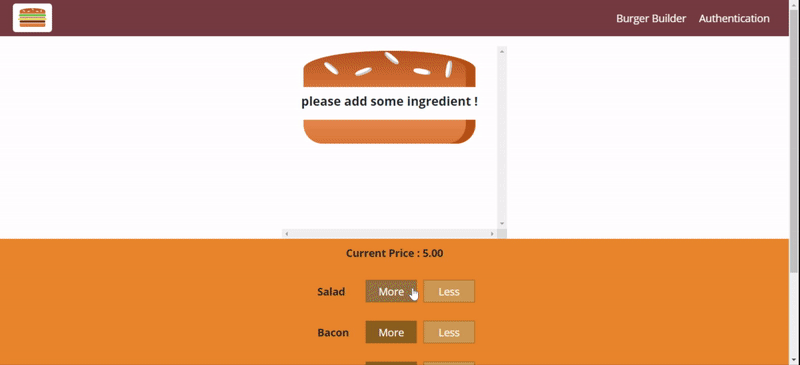 Burger Builder Authentication
please add some ingredient !
Current Price : 5.00
Salad More Less
Bacon More Less